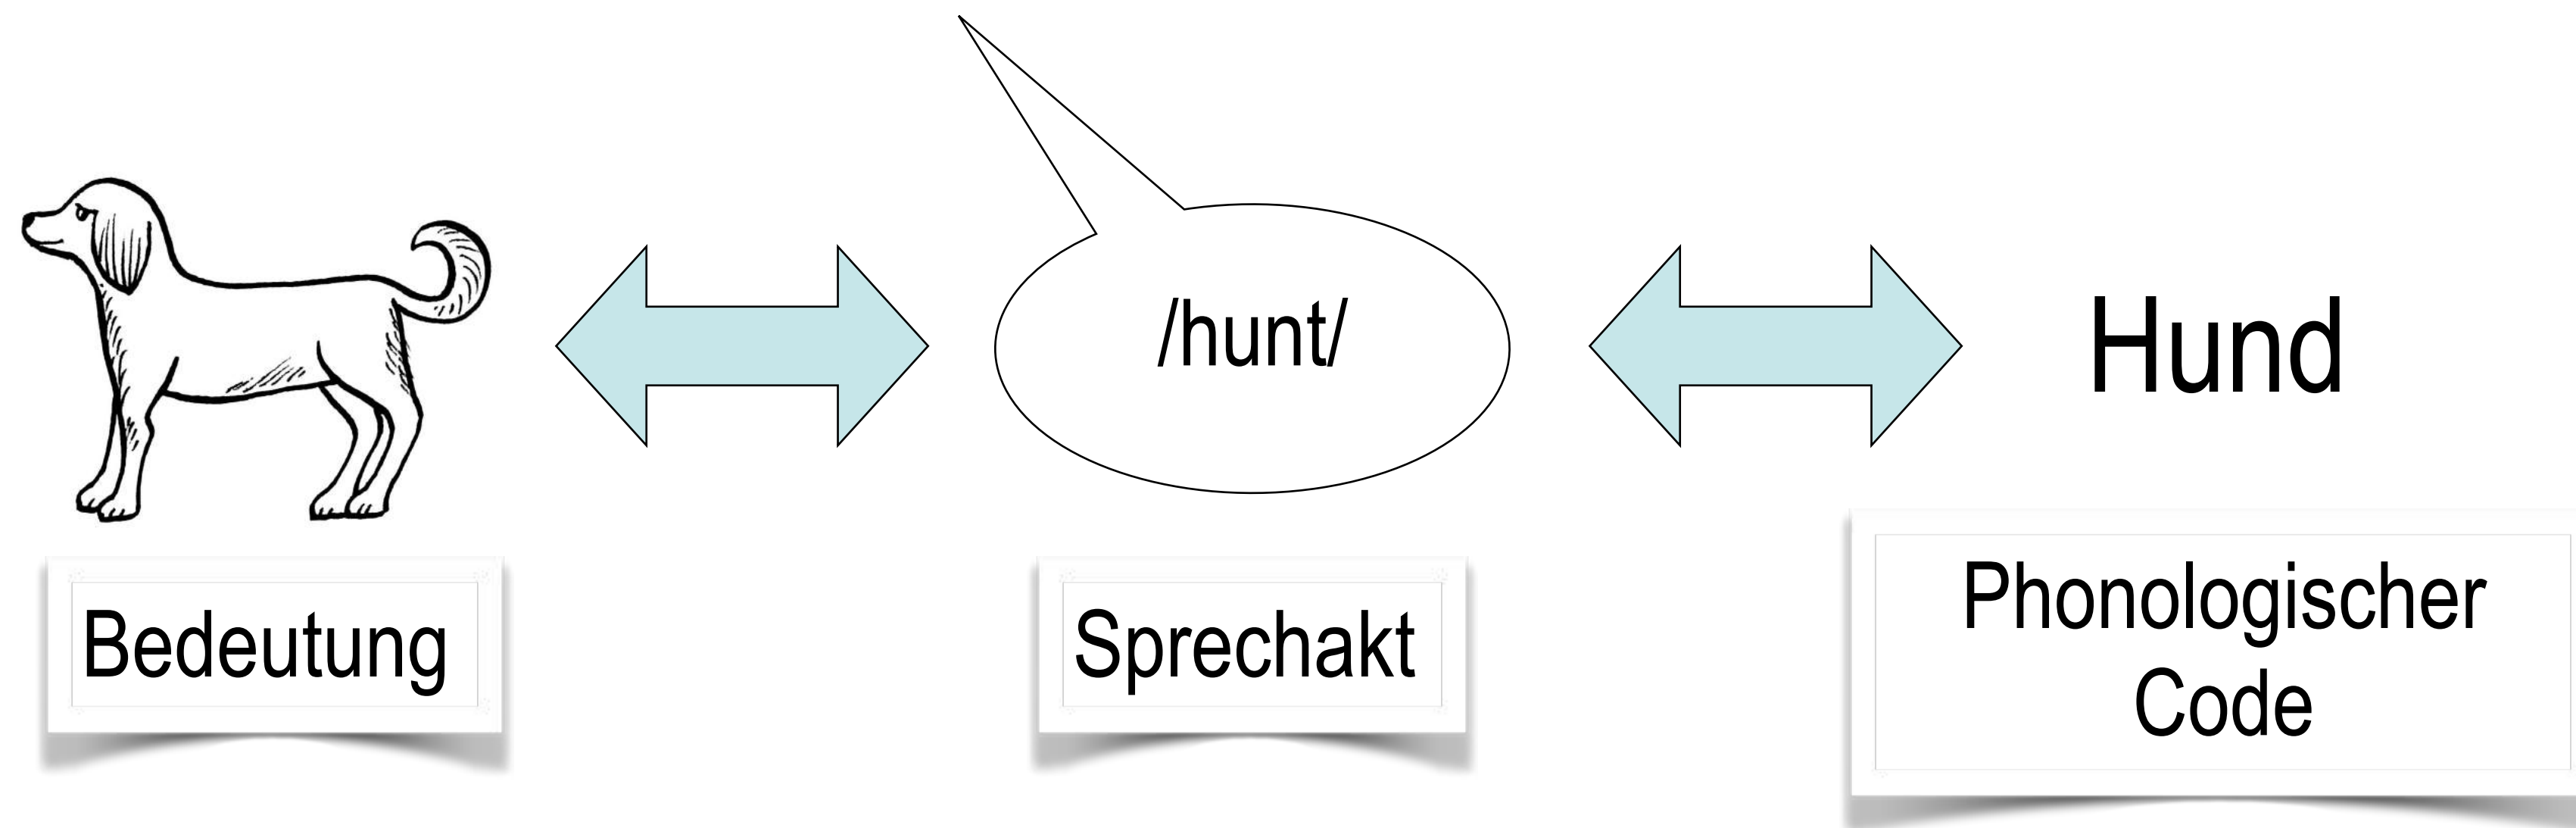 /hunt/
Hund
Bedeutung
Sprechakt
Phonologischer
Code